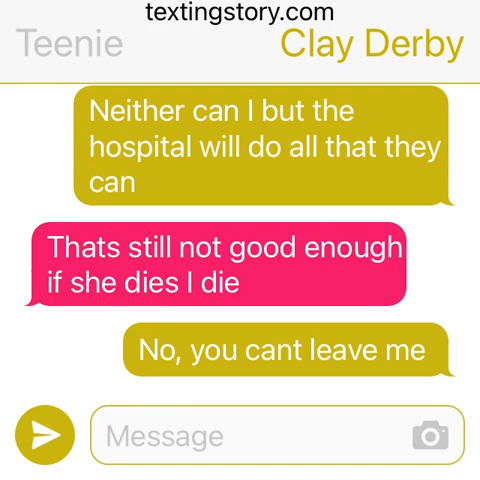 textingstory.com
Teenie
Clay Derby
Neither can I but the
hospital will do all that they
can
Thats still not good enough
if she dies I die
No, you cant leave me
Message